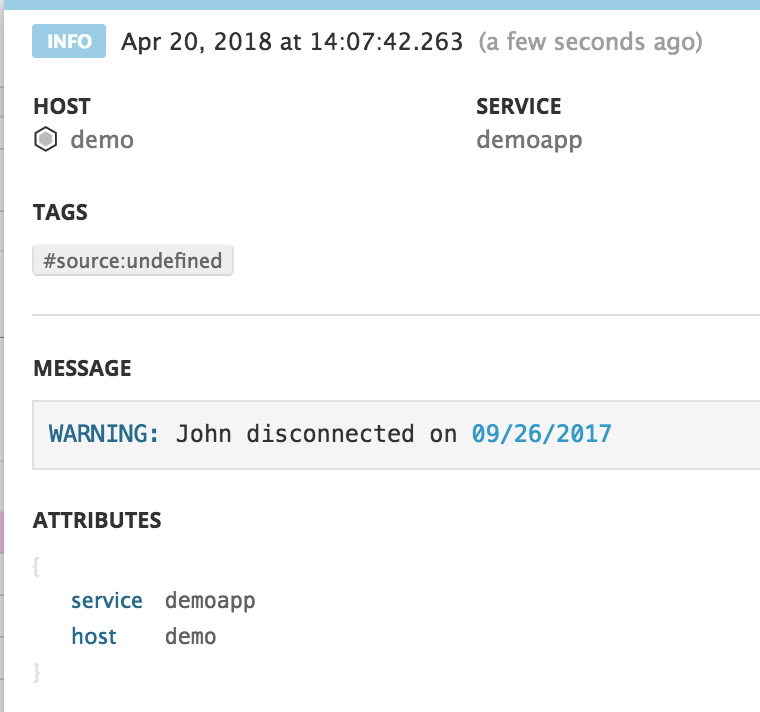 INFO Apr 20, 2018 at 14:07:42.263 (a few seconds ago)
HOST SERVICE
demo demoapp
TAGS
#source:undefined
MESSAGE
WARNING: John disconnected on 09/26/2017
ATTRIBUTES
{
service demoapp
host demo
}